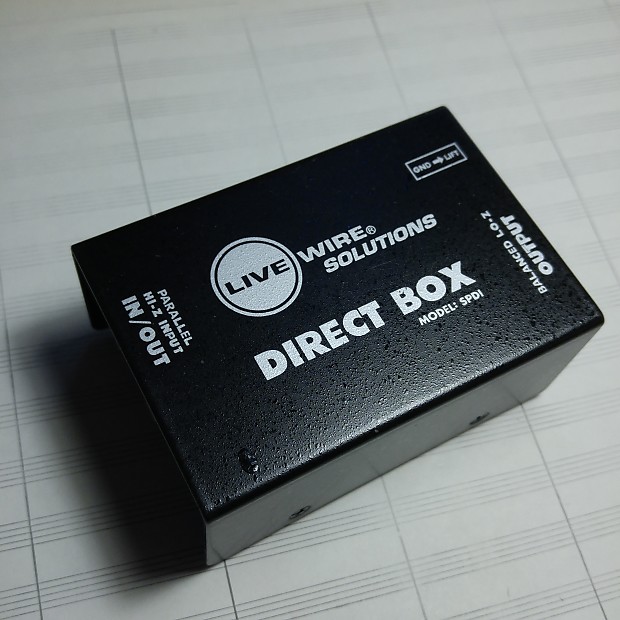 GND ➡ LIFT
LIVE WIRE®
SOLUTIONS
DIRECT BOX
MODEL: SPDI
PARALLEL
HI-Z INPUT
IN/OUT
BALANCED LO-Z
OUTPUT